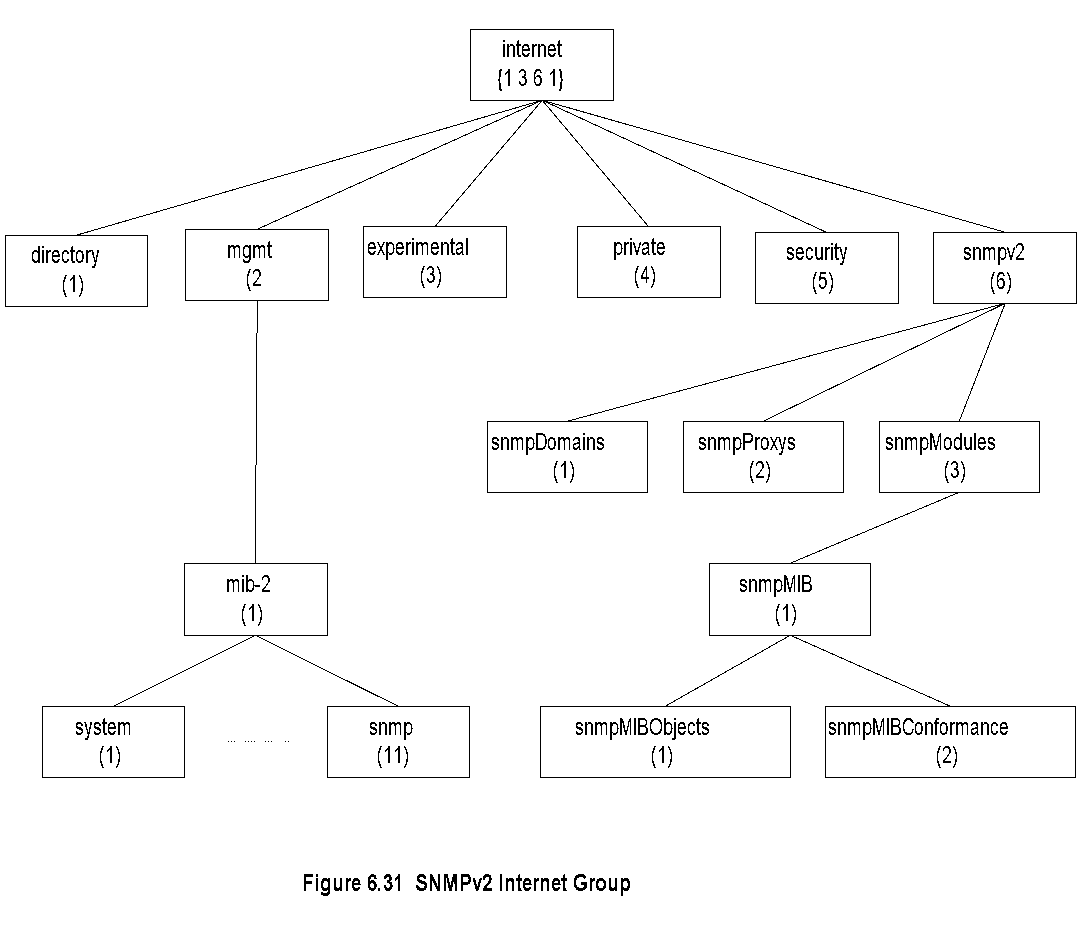 internet
{1 3 6 1}
directory
(1)
mgmt
(2
experimental
(3)
private
(4)
security
(5)
snmpv2
(6)
snmpDomains
(1)
snmpProxys
(2)
snmpModules
(3)
mib-2
(1)
snmpMIB
(1)
system
(1)
.... .... ... ...
snmp
(11)
snmpMIBObjects
(1)
snmpMIBConformance
(2)
Figure 6.31 SNMPv2 Internet Group